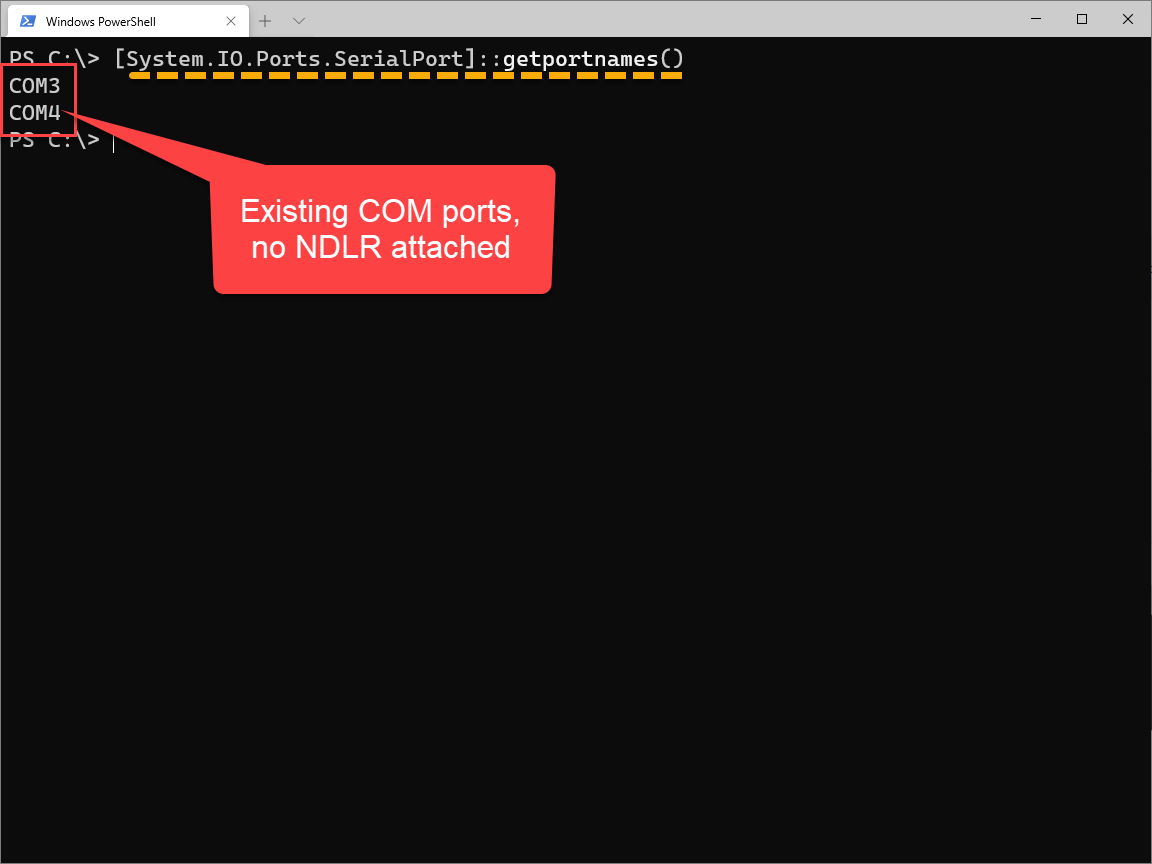 Windows PowerShell
PS C:\> [System.IO.Ports.SerialPort]::getportnames()
COM3
COM4
PS C:\>
Existing COM ports,
no NDLR attached